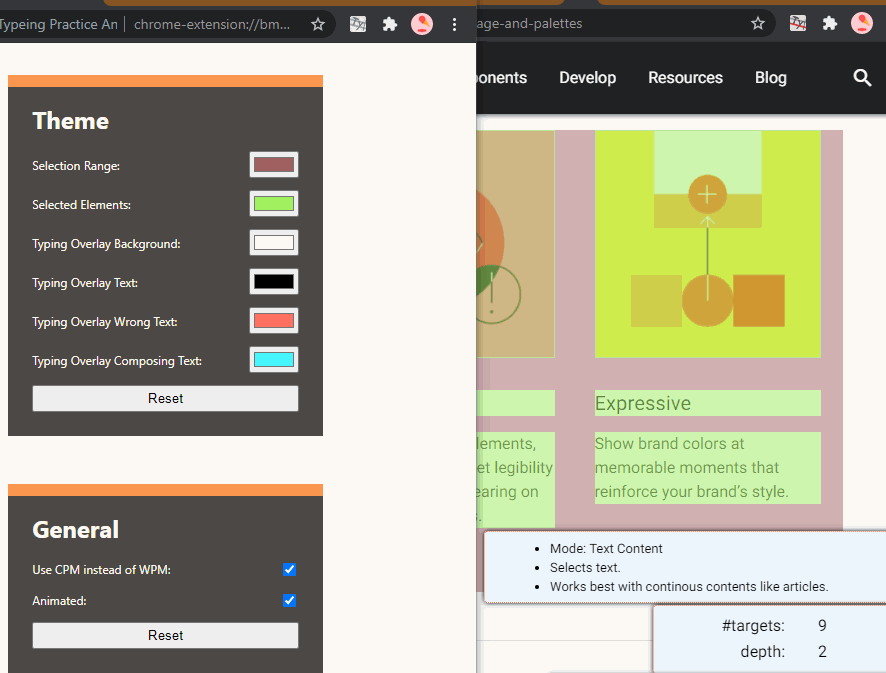 Typeing Practice An
chrome-extension://bm...
Theme
Selection Range:
Selected Elements:
Typing Overlay Background:
Typing Overlay Text:
Typing Overlay Wrong Text:
Typing Overlay Composing Text:
Reset
General
Use CPM instead of WPM:
Animated:
Reset
age-and-palettes
onents Develop Resources Blog
Expressive
lements,
et legibility
earing on
s.
Show brand colors at
memorable moments that
reinforce your brand's style.
Mode: Text Content
Selects text.
Works best with continous contents like articles.
#targets: 9
depth: 2